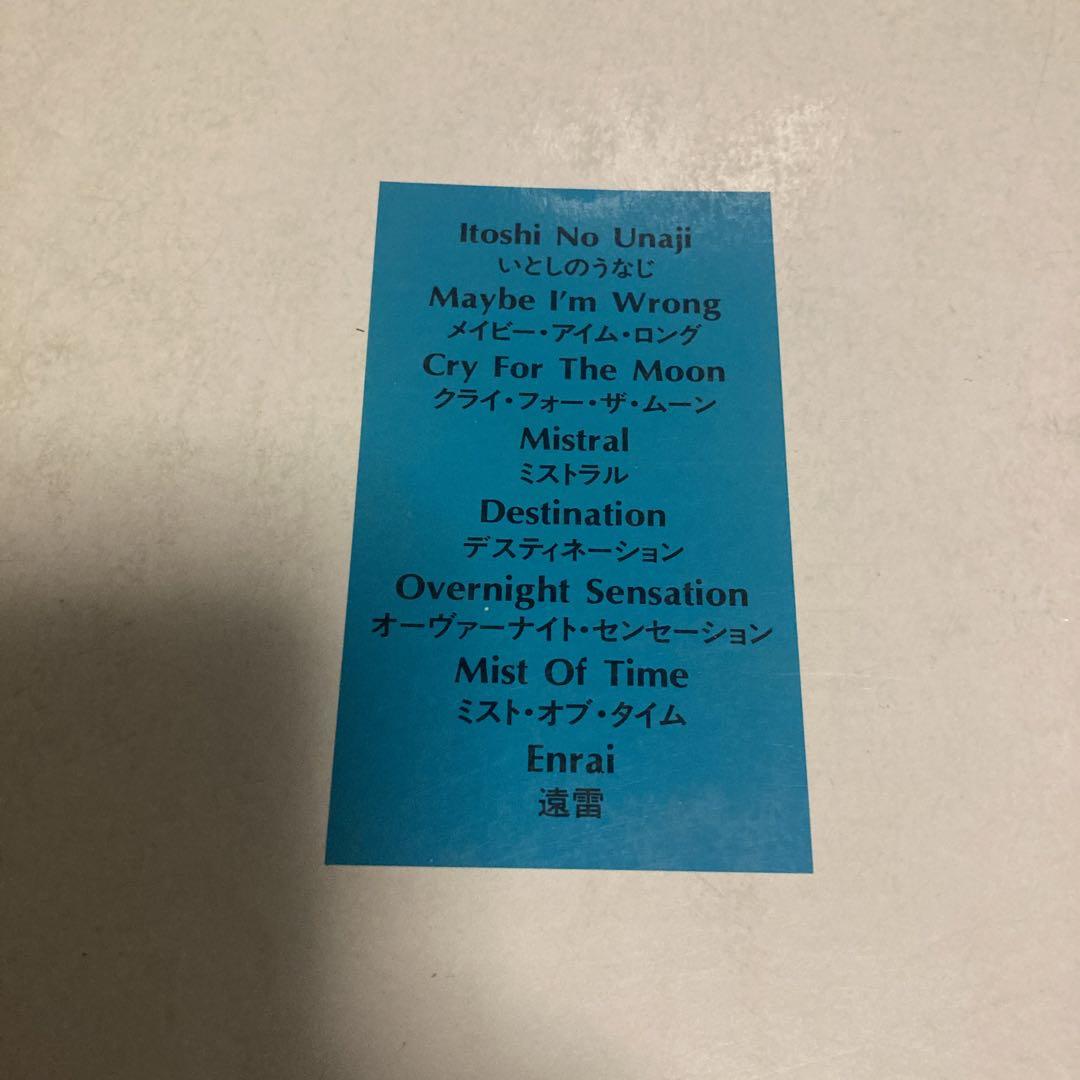 Itoshi No Unaji
いとしのうなじ
Maybe I'm Wrong
メイビー・アイム・ロング
Cry For The Moon
クライ・フォー・ザ・ムーン
Mistral
ミストラル
Destination
デスティネーション
Overnight Sensation
オーヴァーナイト・センセーション
Mist Of Time
ミスト・オブ・タイム
Enrai
遠雷